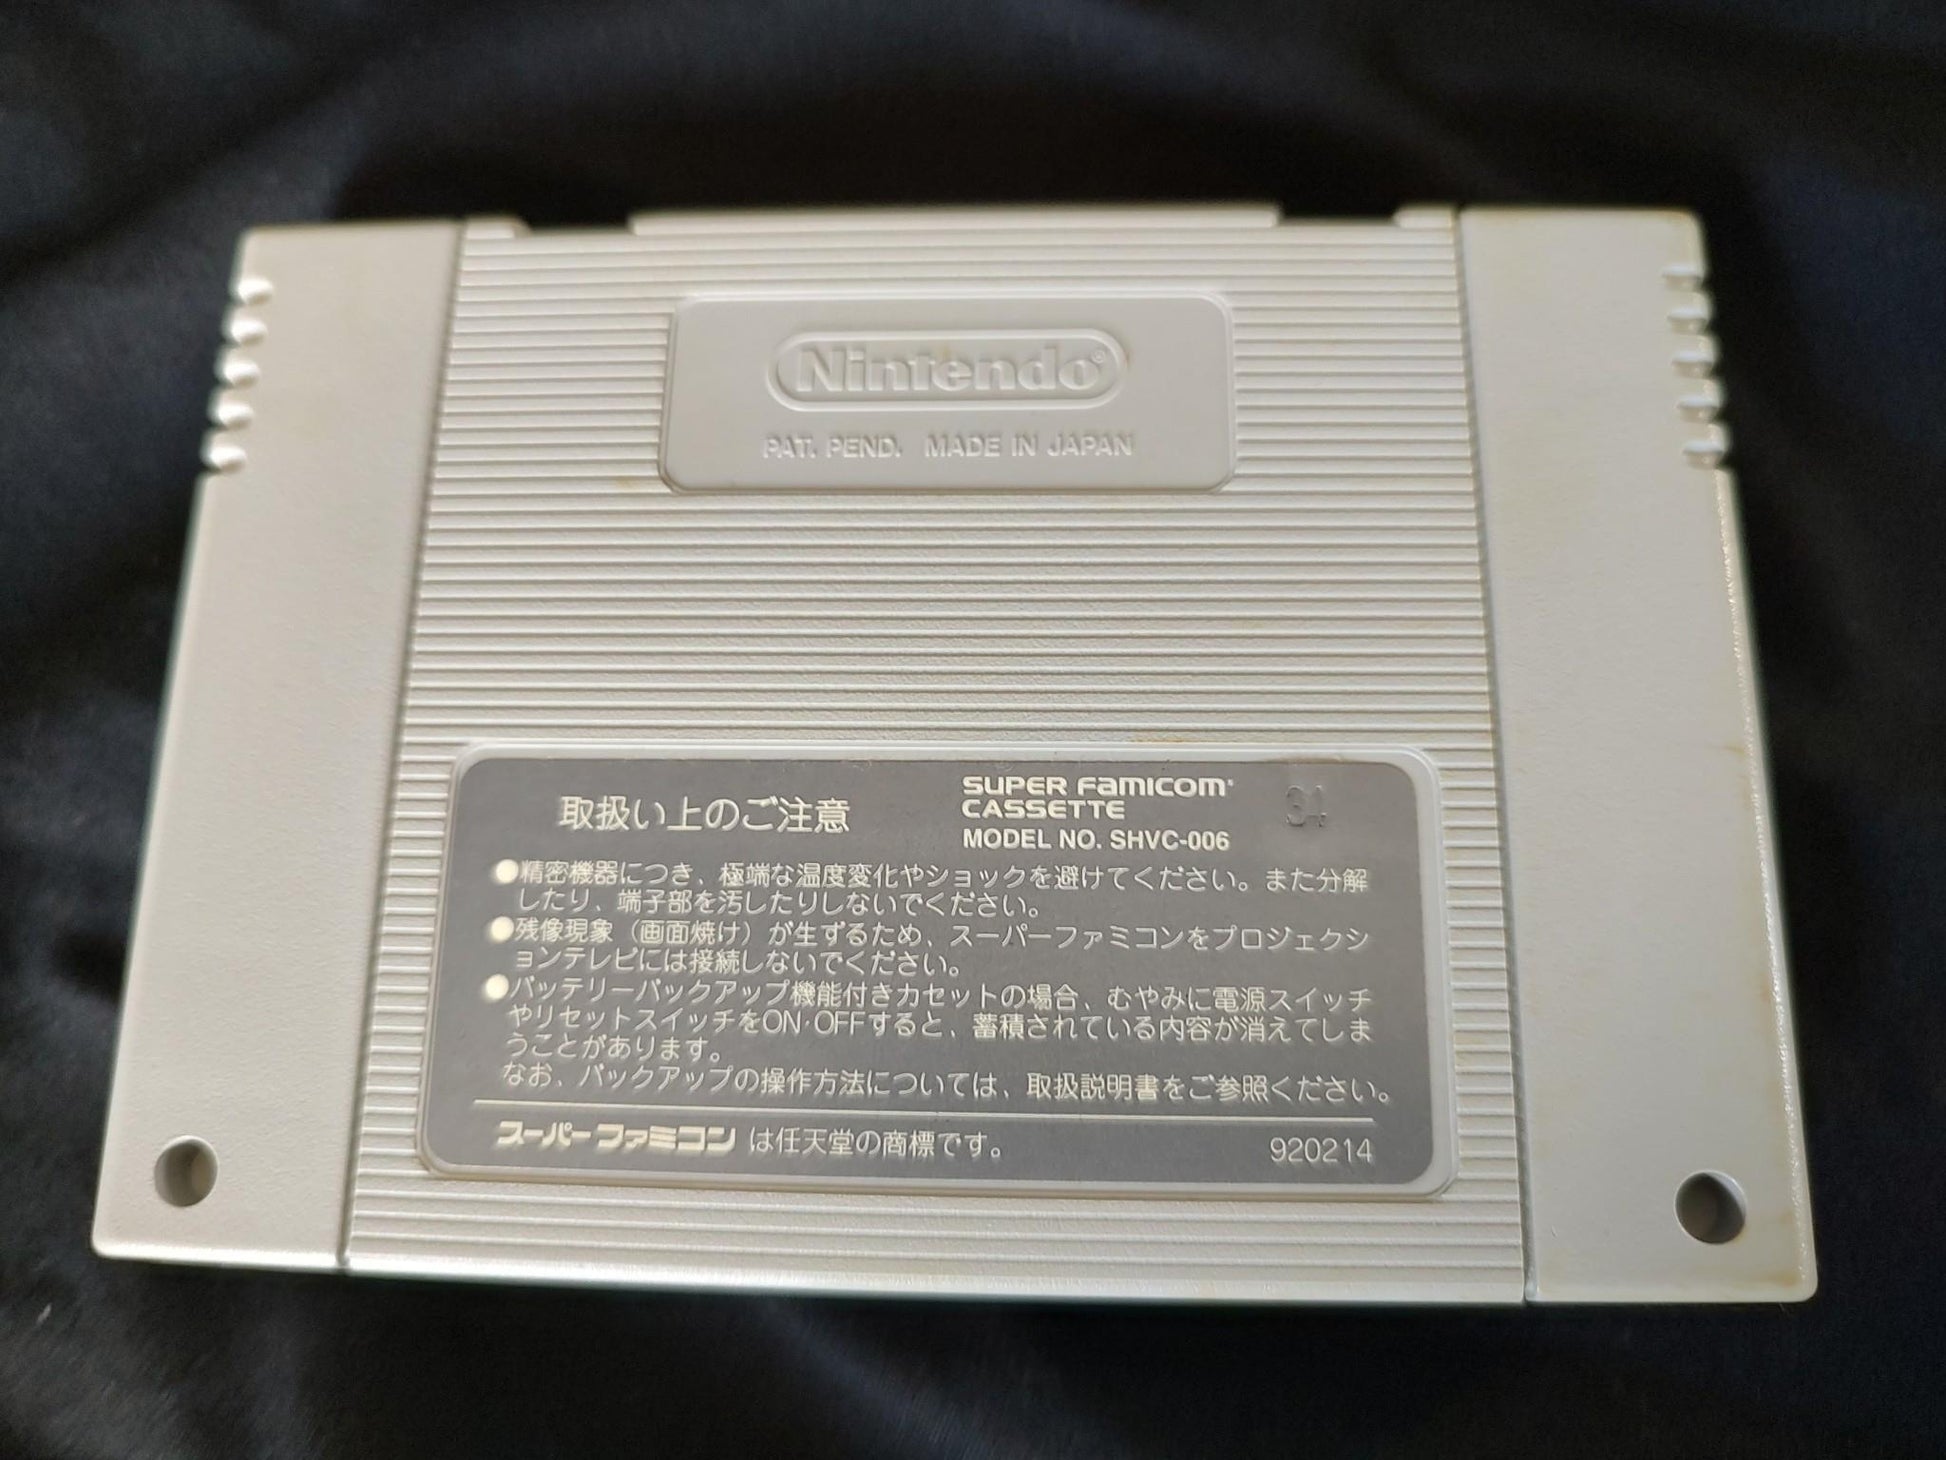 Nintendo®
PAT. PEND. MADE IN JAPAN
取扱い上のご注意
SUPER FAMICOM
CASSETTE
MODEL NO. SHVC-006
34
●精密機器につき、極端な温度変化やショックを避けてください。また分解
したり、端子部を汚したりしないでください。
●残像現象（画面焼け）が生ずるため、スーパーファミコンをプロジェクシ
ョンテレビには接続しないでください。
●バッテリーバックアップ機能付きカセットの場合、むやみに電源スイッチ
やリセットスイッチをON·OFFすると、蓄積されている内容が消えてしま
うことがあります。
なお、バックアップの操作方法については、取扱説明書をご参照ください。
スーパーファミコン は任天堂の商標です。
920214